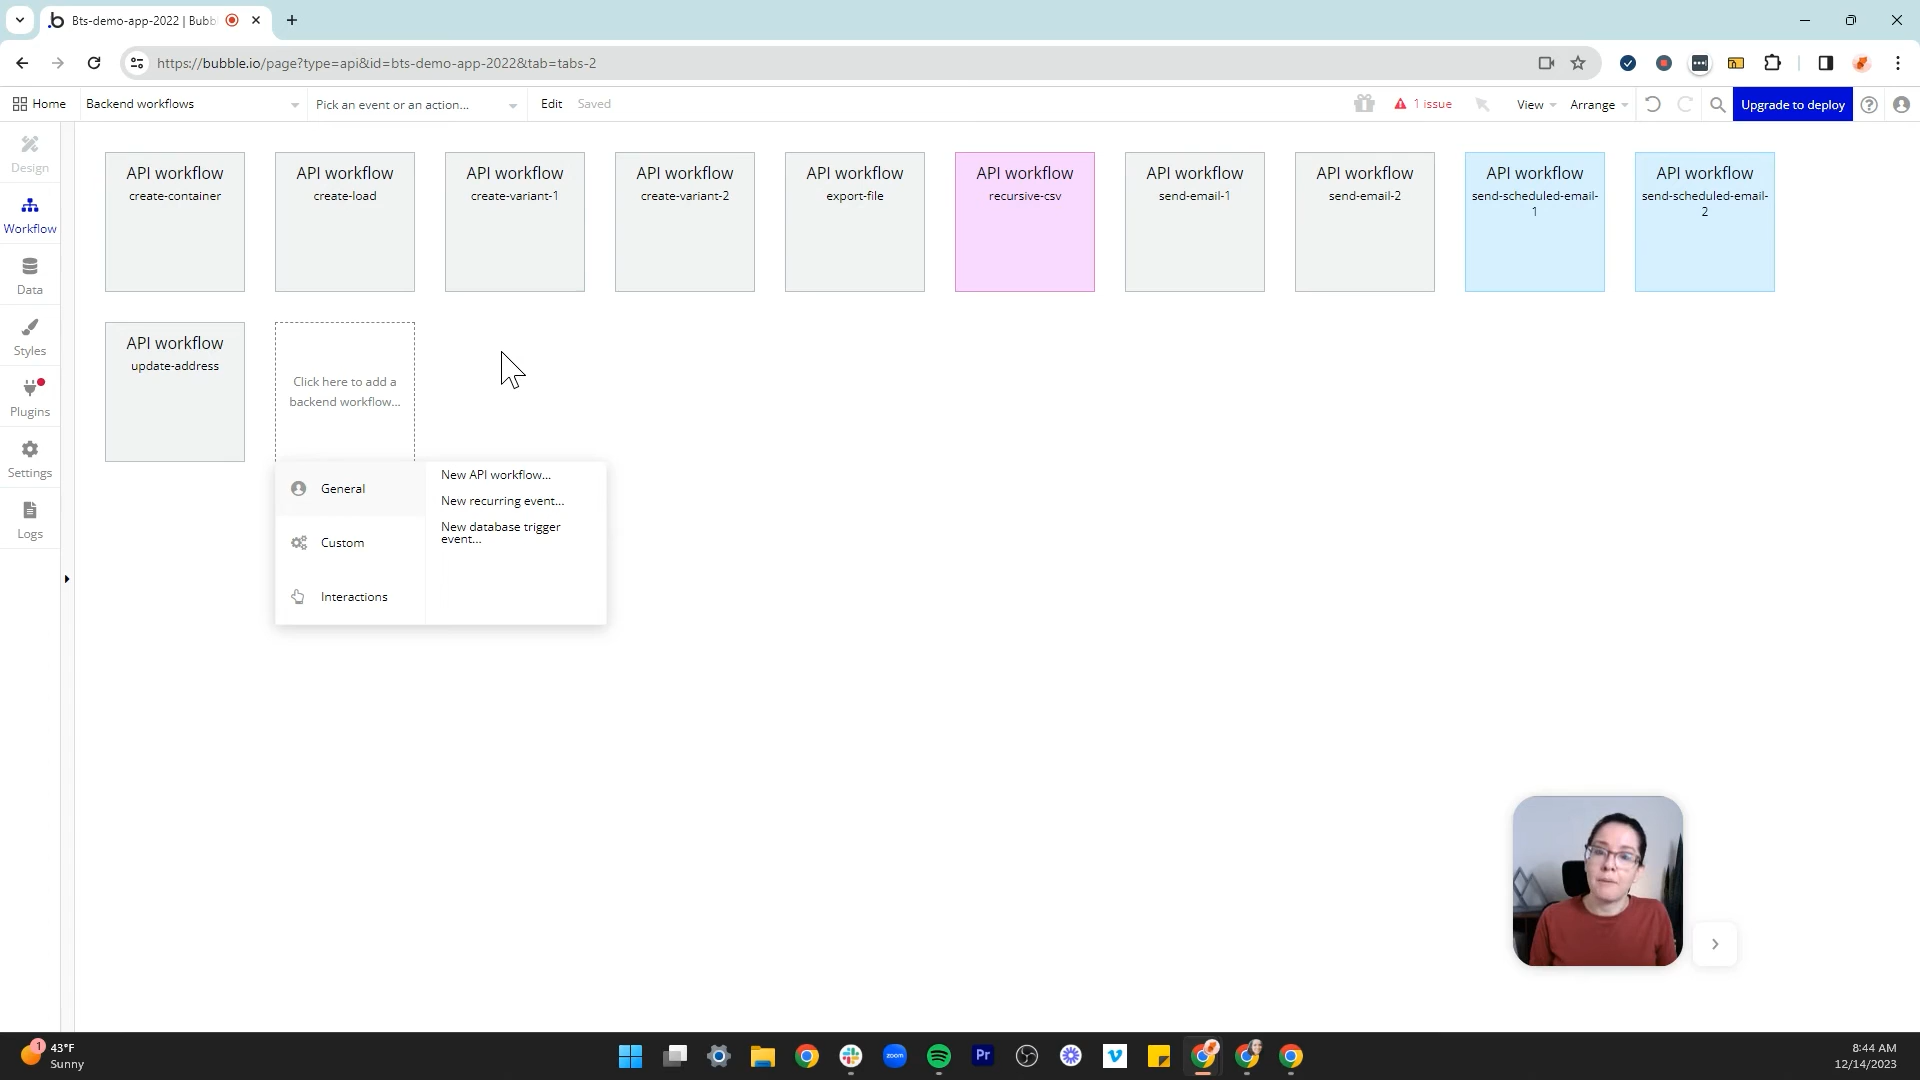 Bts-demo-app-2022 | Bubb
https://bubble.io/page?type=api&id=bts-demo-app-2022&tab=tabs-2
Home
Backend workflows
Pick an event or an action...
Edit
Saved
1 issue
View
Arrange
Upgrade to deploy
Design
Workflow
Data
Styles
Plugins
Settings
Logs
API workflow
create-container
API workflow
create-load
API workflow
create-variant-1
API workflow
create-variant-2
API workflow
export-file
API workflow
recursive-csv
API workflow
send-email-1
API workflow
send-email-2
API workflow
send-scheduled-email-
1
API workflow
send-scheduled-email-
2
API workflow
update-address
Click here to add a
backend workflow...
General
Custom
Interactions
New API workflow...
New recurring event...
New database trigger
event...
1
43°F
Sunny
zoom
Pr
8:44 AM
12/14/2023